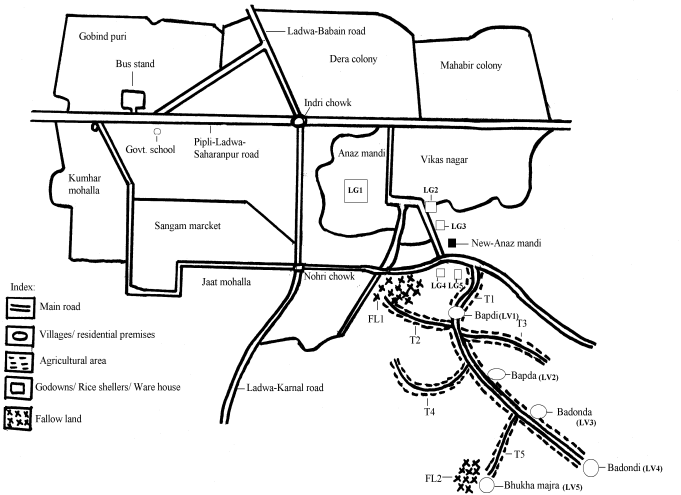 Ladwa-Babain road
Gobind puri
Dera colony
Bus stand
Mahabir colony
Indri chowk
Govt. school
Pipli-Ladwa-
Saharanpur road
Anaz mandi
Vikas nagar
Kumhar
mohalla
LG1
LG2
Sangam marcket
LG3
New-Anaz mandi
Jaat mohalla
Nohri chowk
LG4
LG5
Index:
Main road
Villages/ residential premises
Agricultural area
Godowns/ Rice shellers/ Ware house
Fallow land
FL1
T1
Bapdi(LV1)
T2
T3
Bapda (LV2)
Ladwa-Karnal road
T4
Badonda
(LV3)
T5
Badondi (LV4)
FL2
Bhukha majra (LV5)